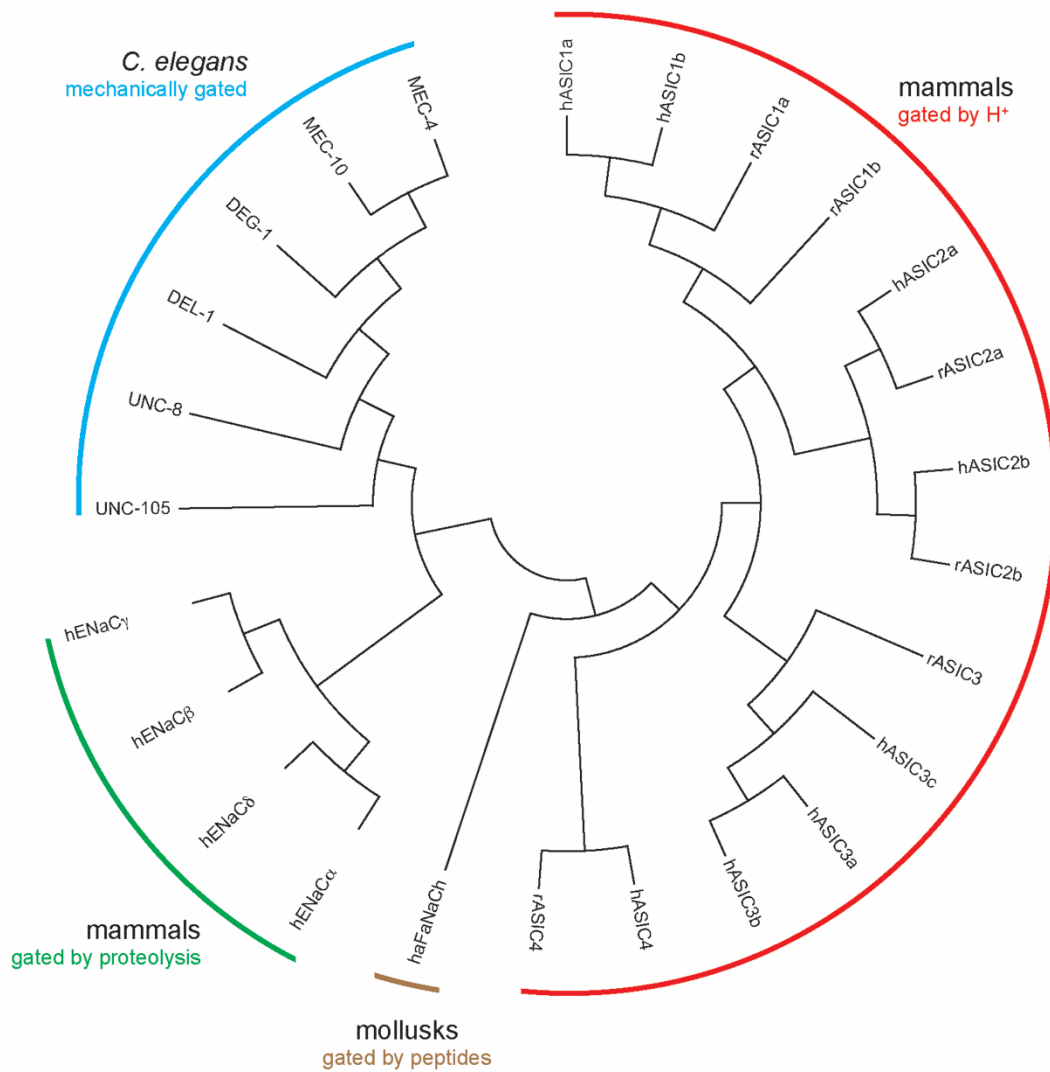 C. elegans
mechanically gated
MEC-4
MEC-10
DEG-1
DEL-1
UNC-8
UNC-105
hENaCγ
hENaCβ
hENaCδ
hENaCα
mammals
gated by proteolysis
haFaNaCh
mollusks
gated by peptides
mammals
gated by H⁺
hASIC1a
hASIC1b
rASIC1a
rASIC1b
hASIC2a
rASIC2a
hASIC2b
rASIC2b
rASIC3
hASIC3c
hASIC3a
hASIC3b
hASIC4
rASIC4